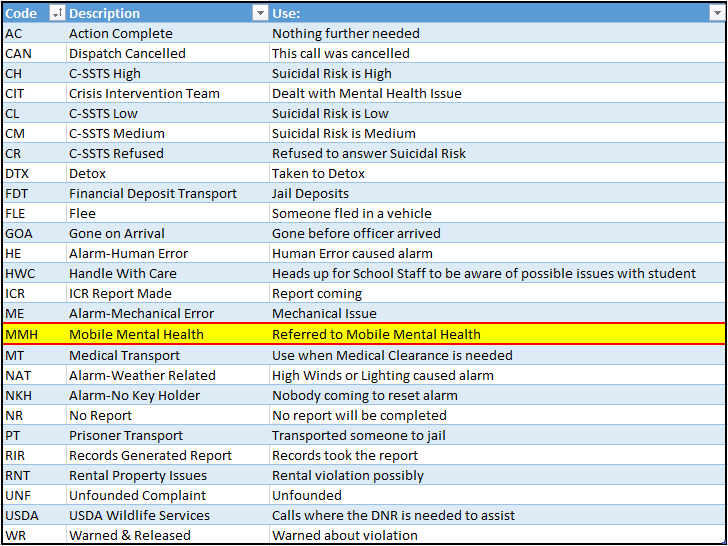 Code Description Use:
AC Action Complete Nothing further needed
CAN Dispatch Cancelled This call was cancelled
CH C-SSTS High Suicidal Risk is High
CIT Crisis Intervention Team Dealt with Mental Health Issue
CL C-SSTS Low Suicidal Risk is Low
CM C-SSTS Medium Suicidal Risk is Medium
CR C-SSTS Refused Refused to answer Suicidal Risk
DTX Detox Taken to Detox
FDT Financial Deposit Transport Jail Deposits
FLE Flee Someone fled in a vehicle
GOA Gone on Arrival Gone before officer arrived
HE Alarm-Human Error Human Error caused alarm
HWC Handle With Care Heads up for School Staff to be aware of possible issues with student
ICR ICR Report Made Report coming
ME Alarm-Mechanical Error Mechanical Issue
MMH Mobile Mental Health Referred to Mobile Mental Health
MT Medical Transport Use when Medical Clearance is needed
NAT Alarm-Weather Related High Winds or Lighting caused alarm
NKH Alarm-No Key Holder Nobody coming to reset alarm
NR No Report No report will be completed
PT Prisoner Transport Transported someone to jail
RIR Records Generated Report Records took the report
RNT Rental Property Issues Rental violation possibly
UNF Unfounded Complaint Unfounded
USDA USDA Wildlife Services Calls where the DNR is needed to assist
WR Warned & Released Warned about violation